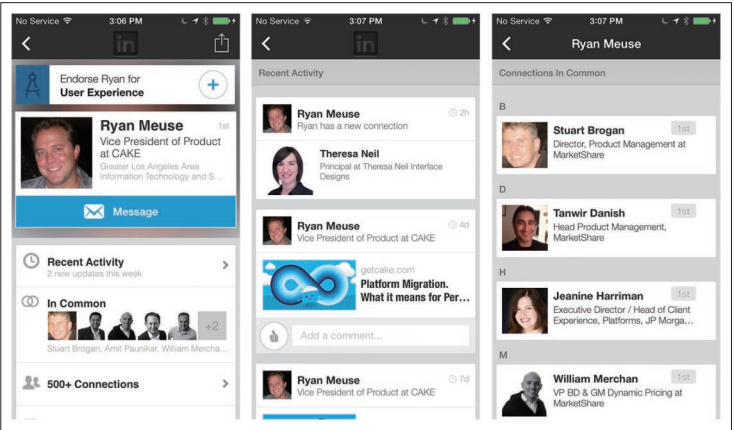 No Service 3:06 PM
in
Endorse Ryan for
User Experience
Ryan Meuse 1st
Vice President of Product
at CAKE
Greater Los Angeles Area
Information Technology and S...
Message
Recent Activity
2 new updates this week
In Common
+2
Stuart Brogan, Amit Paunikar, William Mercha...
500+ Connections
No Service 3:07 PM
in
Recent Activity
Ryan Meuse 2h
Ryan has a new connection
Theresa Neil
Principal at Theresa Neil Interface
Designs
Ryan Meuse 4d
Vice President of Product at CAKE
getcake.com
Platform Migration.
What it means for Per...
Add a comment...
Ryan Meuse 7d
Vice President of Product at CAKE
No Service 3:07 PM
Ryan Meuse
Connections In Common
B
Stuart Brogan 1st
Director, Product Management at
MarketShare
D
Tanwir Danish 1st
Head Product Management,
MarketShare
H
Jeanine Harriman 1st
Executive Director / Head of Client
Experience, Platforms, JP Morga...
M
William Merchan 1st
VP BD & GM Dynamic Pricing at
MarketShare